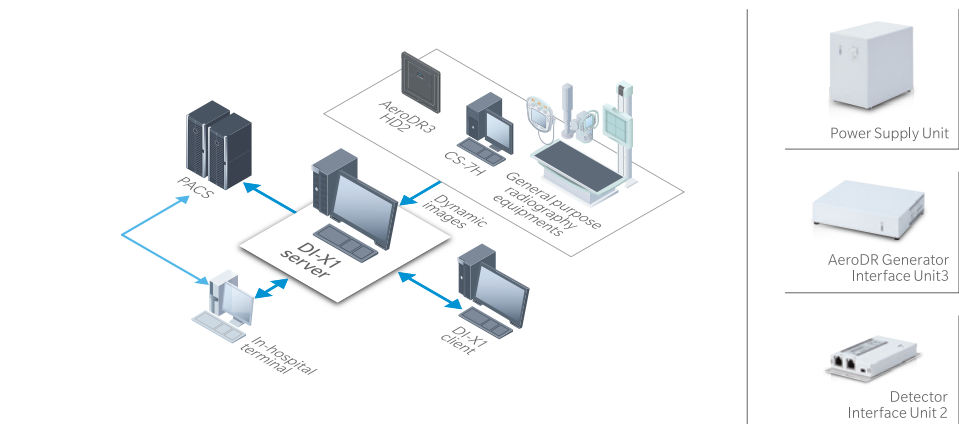 AeroDR3
HD2
CS-7H
General purpose
radiography
equipments
PACS
Dynamic
images
DI-X1
server
DI-X1
client
In-hospital
terminal
Power Supply Unit
AeroDR Generator
Interface Unit3
Detector
Interface Unit 2